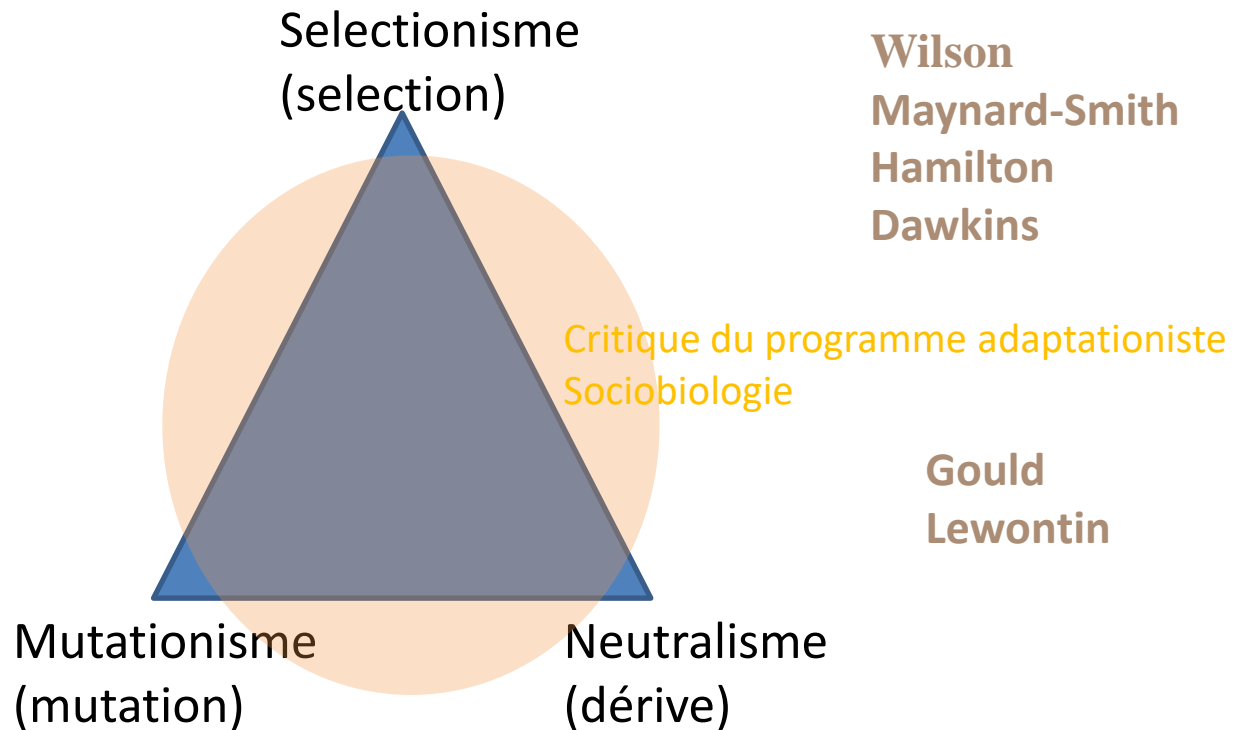 Selectionisme
(selection)
Wilson
Maynard-Smith
Hamilton
Dawkins
Critique du programme adaptationiste
Sociobiologie
Gould
Lewontin
Mutationisme
(mutation)
Neutralisme
(dérive)